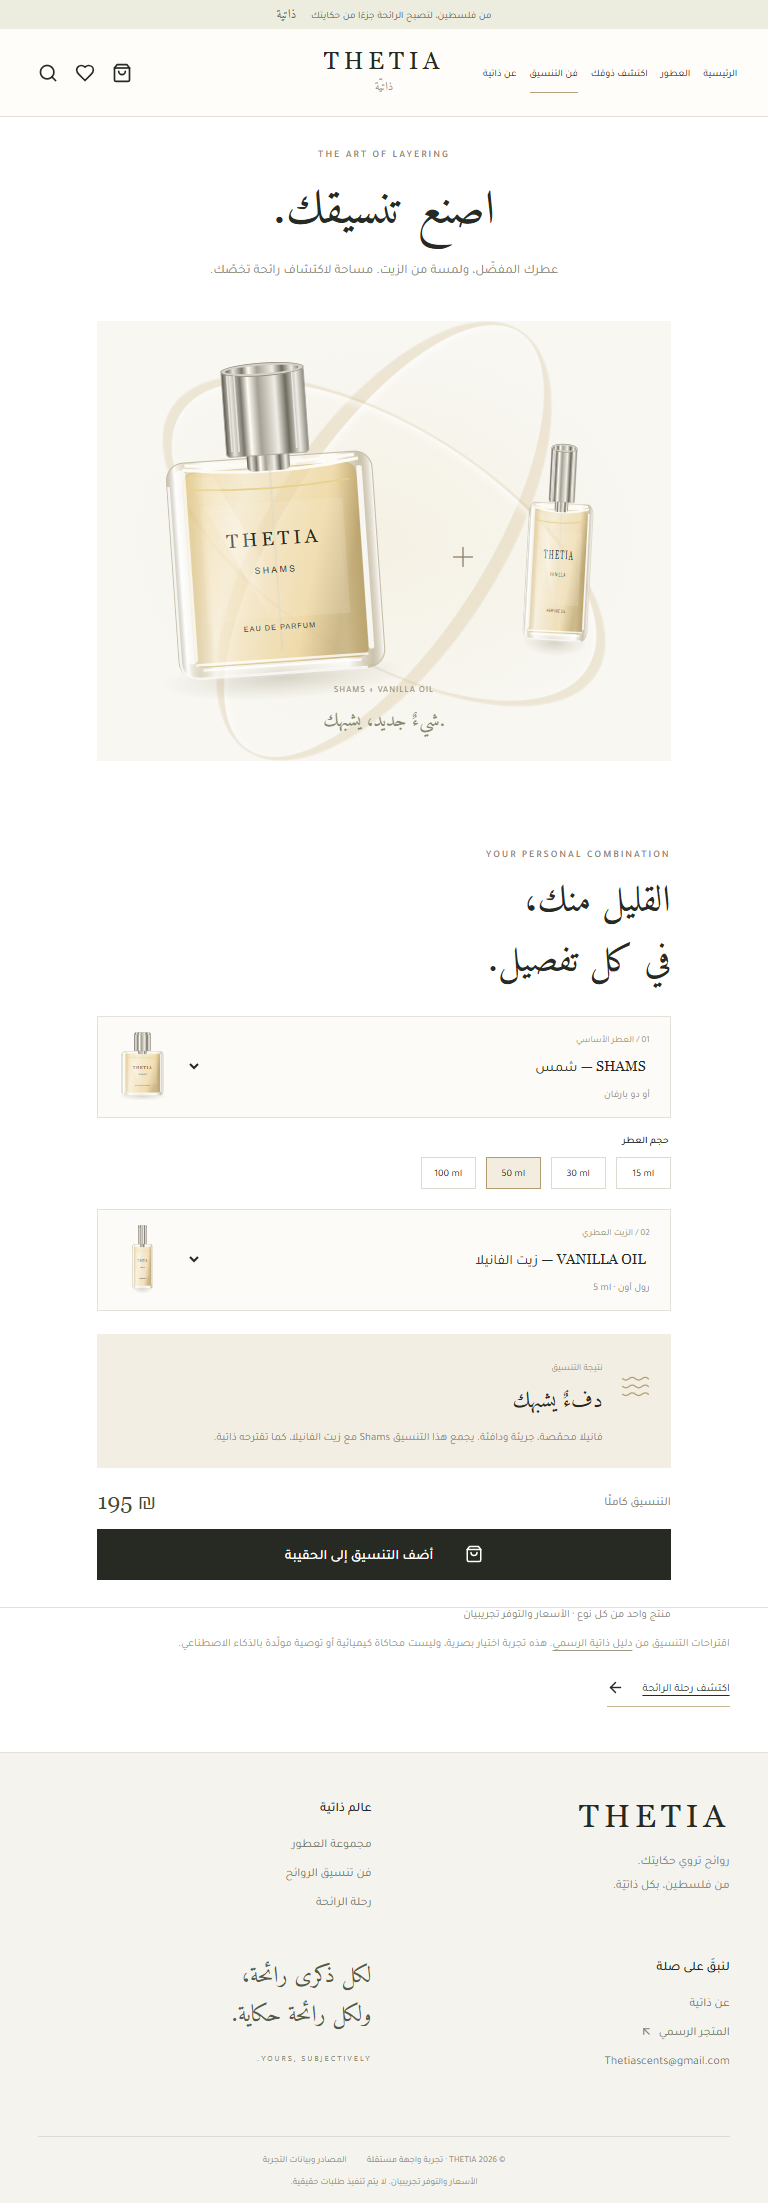 من فلسطين، لتصبح الرائحة جزءًا من حكايتك ذاتيّة
الرئيسية العطور اكتشف ذوقك فن التنسيق عن ذاتية
THETIA
ذاتيّة
THE ART OF LAYERING
اصنع تنسيقك.
عطرك المفضّل، ولمسة من الزيت. مساحة لاكتشاف رائحة تخصّك.
THETIA
SHAMS
EAU DE PARFUM
THETIA
VANILLA
PERFUME OIL
SHAMS + VANILLA OIL
شيءٌ جديد، يشبهك.
YOUR PERSONAL COMBINATION
القليل منك،
في كل تفصيل.
01 / العطر الأساسي
SHAMS — شمس
أو دو بارفان
THETIA
حجم العطر
15 ml 30 ml 50 ml 100 ml
02 / الزيت العطري
VANILLA OIL — زيت الفانيلا
رول أون · 5 ml
THETIA
نتيجة التنسيق
دفءٌ يشبهك
فانيلا محمّصة، جريئة ودافئة. يجمع هذا التنسيق Shams مع زيت الفانيلا، كما تقترحه ذاتية.
التنسيق كاملًا
195 ₪
أضف التنسيق إلى الحقيبة
منتج واحد من كل نوع · الأسعار والتوفر تجريبيان
اقتراحات التنسيق من دليل ذاتية الرسمي. هذه تجربة اختيار بصرية، وليست محاكاة كيميائية أو توصية مولّدة بالذكاء الاصطناعي.
اكتشف رحلة الرائحة
THETIA
روائح تروي حكايتك.
من فلسطين، بكل ذاتيّة.
عالم ذاتية
مجموعة العطور
فن تنسيق الروائح
رحلة الرائحة
لنبقَ على صلة
عن ذاتية
المتجر الرسمي
Thetiascents@gmail.com
لكل ذكرى رائحة،
ولكل رائحة حكاية.
YOURS, SUBJECTIVELY.
© 2026 THETIA · تجربة واجهة مستقلة المصادر وبيانات التجربة
الأسعار والتوفر تجريبيان. لا يتم تنفيذ طلبات حقيقية.